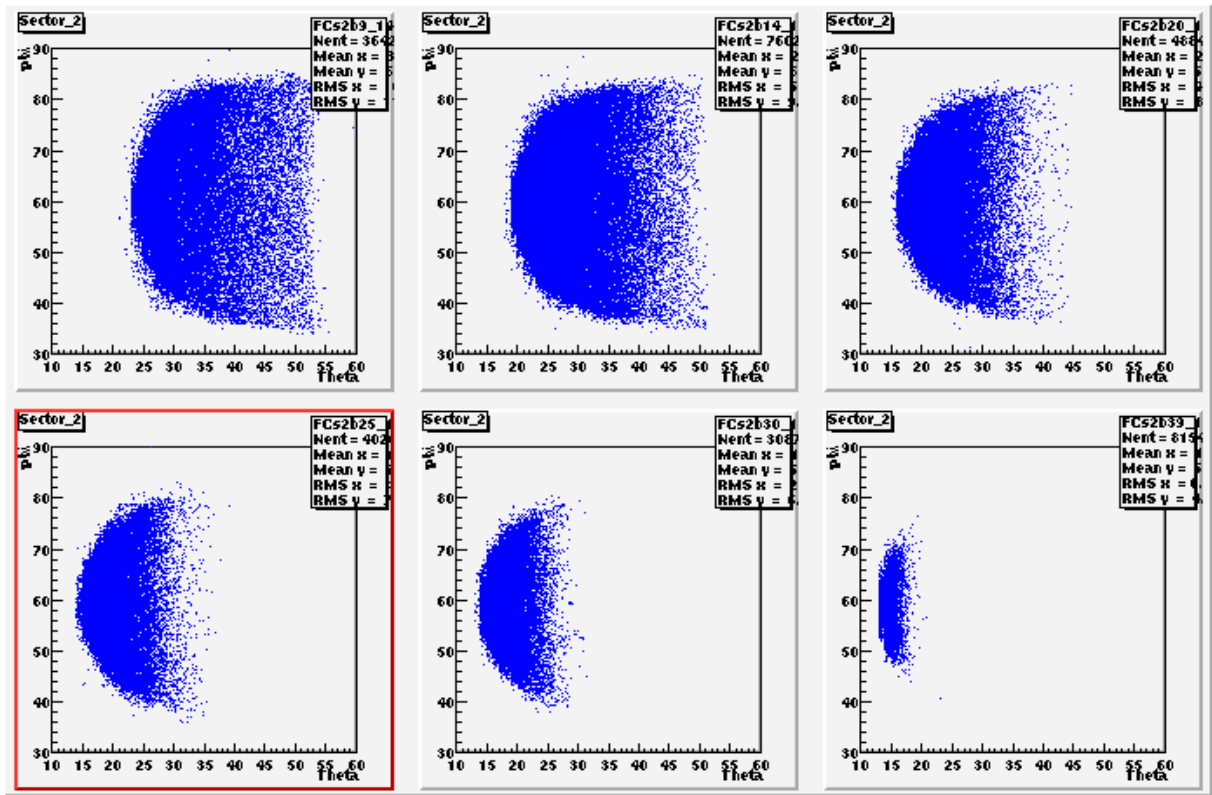 Sector_2
FCs2b9_1
Nent = 3642
Mean x =
Mean y =
RMS x =
RMS y =
phi
90
80
70
60
50
40
30
10 15 20 25 30 35 40 45 50 55 60
Theta
Sector_2
FCs2b14_
Nent = 7602
Mean x =
Mean y =
RMS x =
RMS y =
phi
90
80
70
60
50
40
30
10 15 20 25 30 35 40 45 50 55 60
Theta
Sector_2
FCs2b20_
Nent = 4884
Mean x =
Mean y =
RMS x =
RMS y =
phi
90
80
70
60
50
40
30
10 15 20 25 30 35 40 45 50 55 60
Theta
Sector_2
FCs2b25_
Nent = 402
Mean x =
Mean y =
RMS x =
RMS y =
phi
90
80
70
60
50
40
30
10 15 20 25 30 35 40 45 50 55 60
Theta
Sector_2
FCs2b30_
Nent = 3087
Mean x =
Mean y =
RMS x =
RMS y =
phi
90
80
70
60
50
40
30
10 15 20 25 30 35 40 45 50 55 60
Theta
Sector_2
FCs2b39_
Nent = 8154
Mean x =
Mean y =
RMS x =
RMS y =
phi
90
80
70
60
50
40
30
10 15 20 25 30 35 40 45 50 55 60
Theta